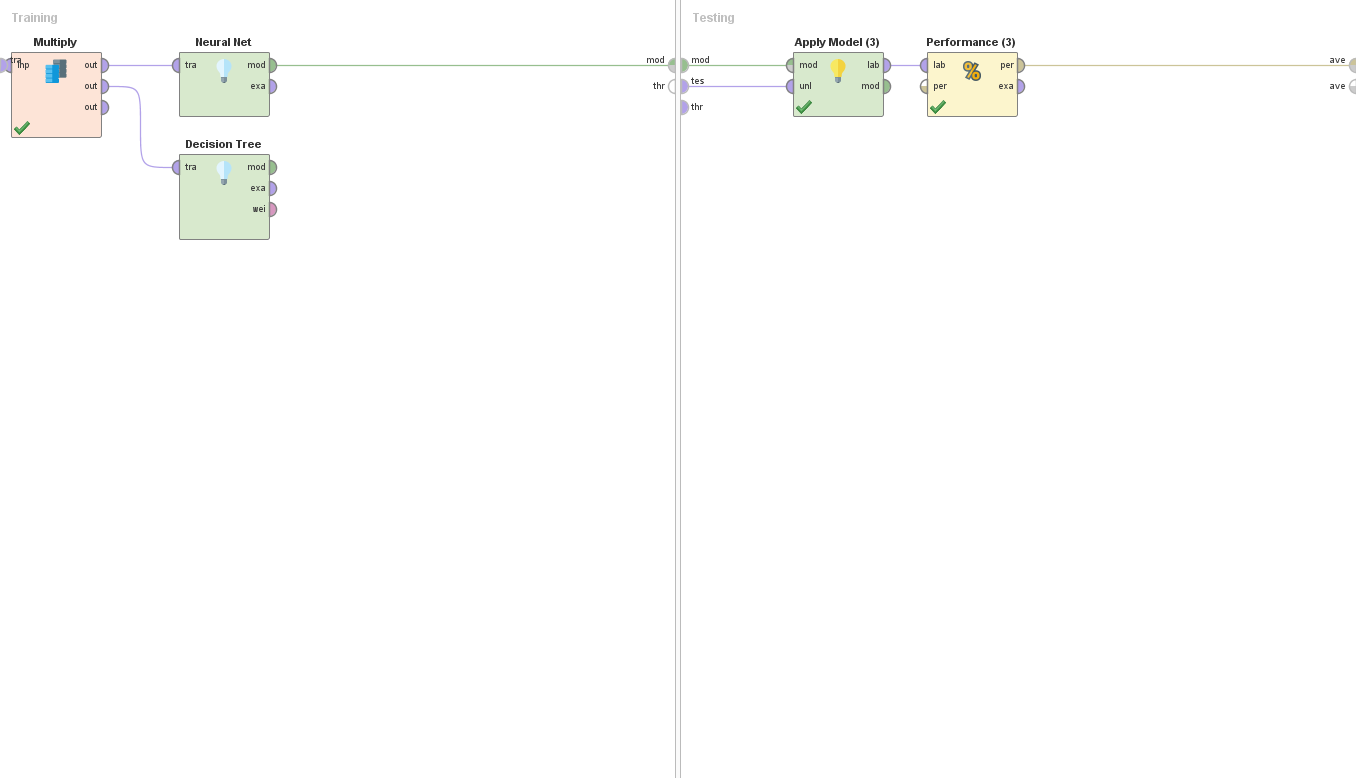 Training
Multiply
tra
inp
out
out
out
Neural Net
tra
mod
exa
Decision Tree
tra
mod
exa
wei
mod
thr
Testing
mod
tes
thr
Apply Model (3)
mod
lab
unl
mod
Performance (3)
%
lab
per
per
exa
ave
ave